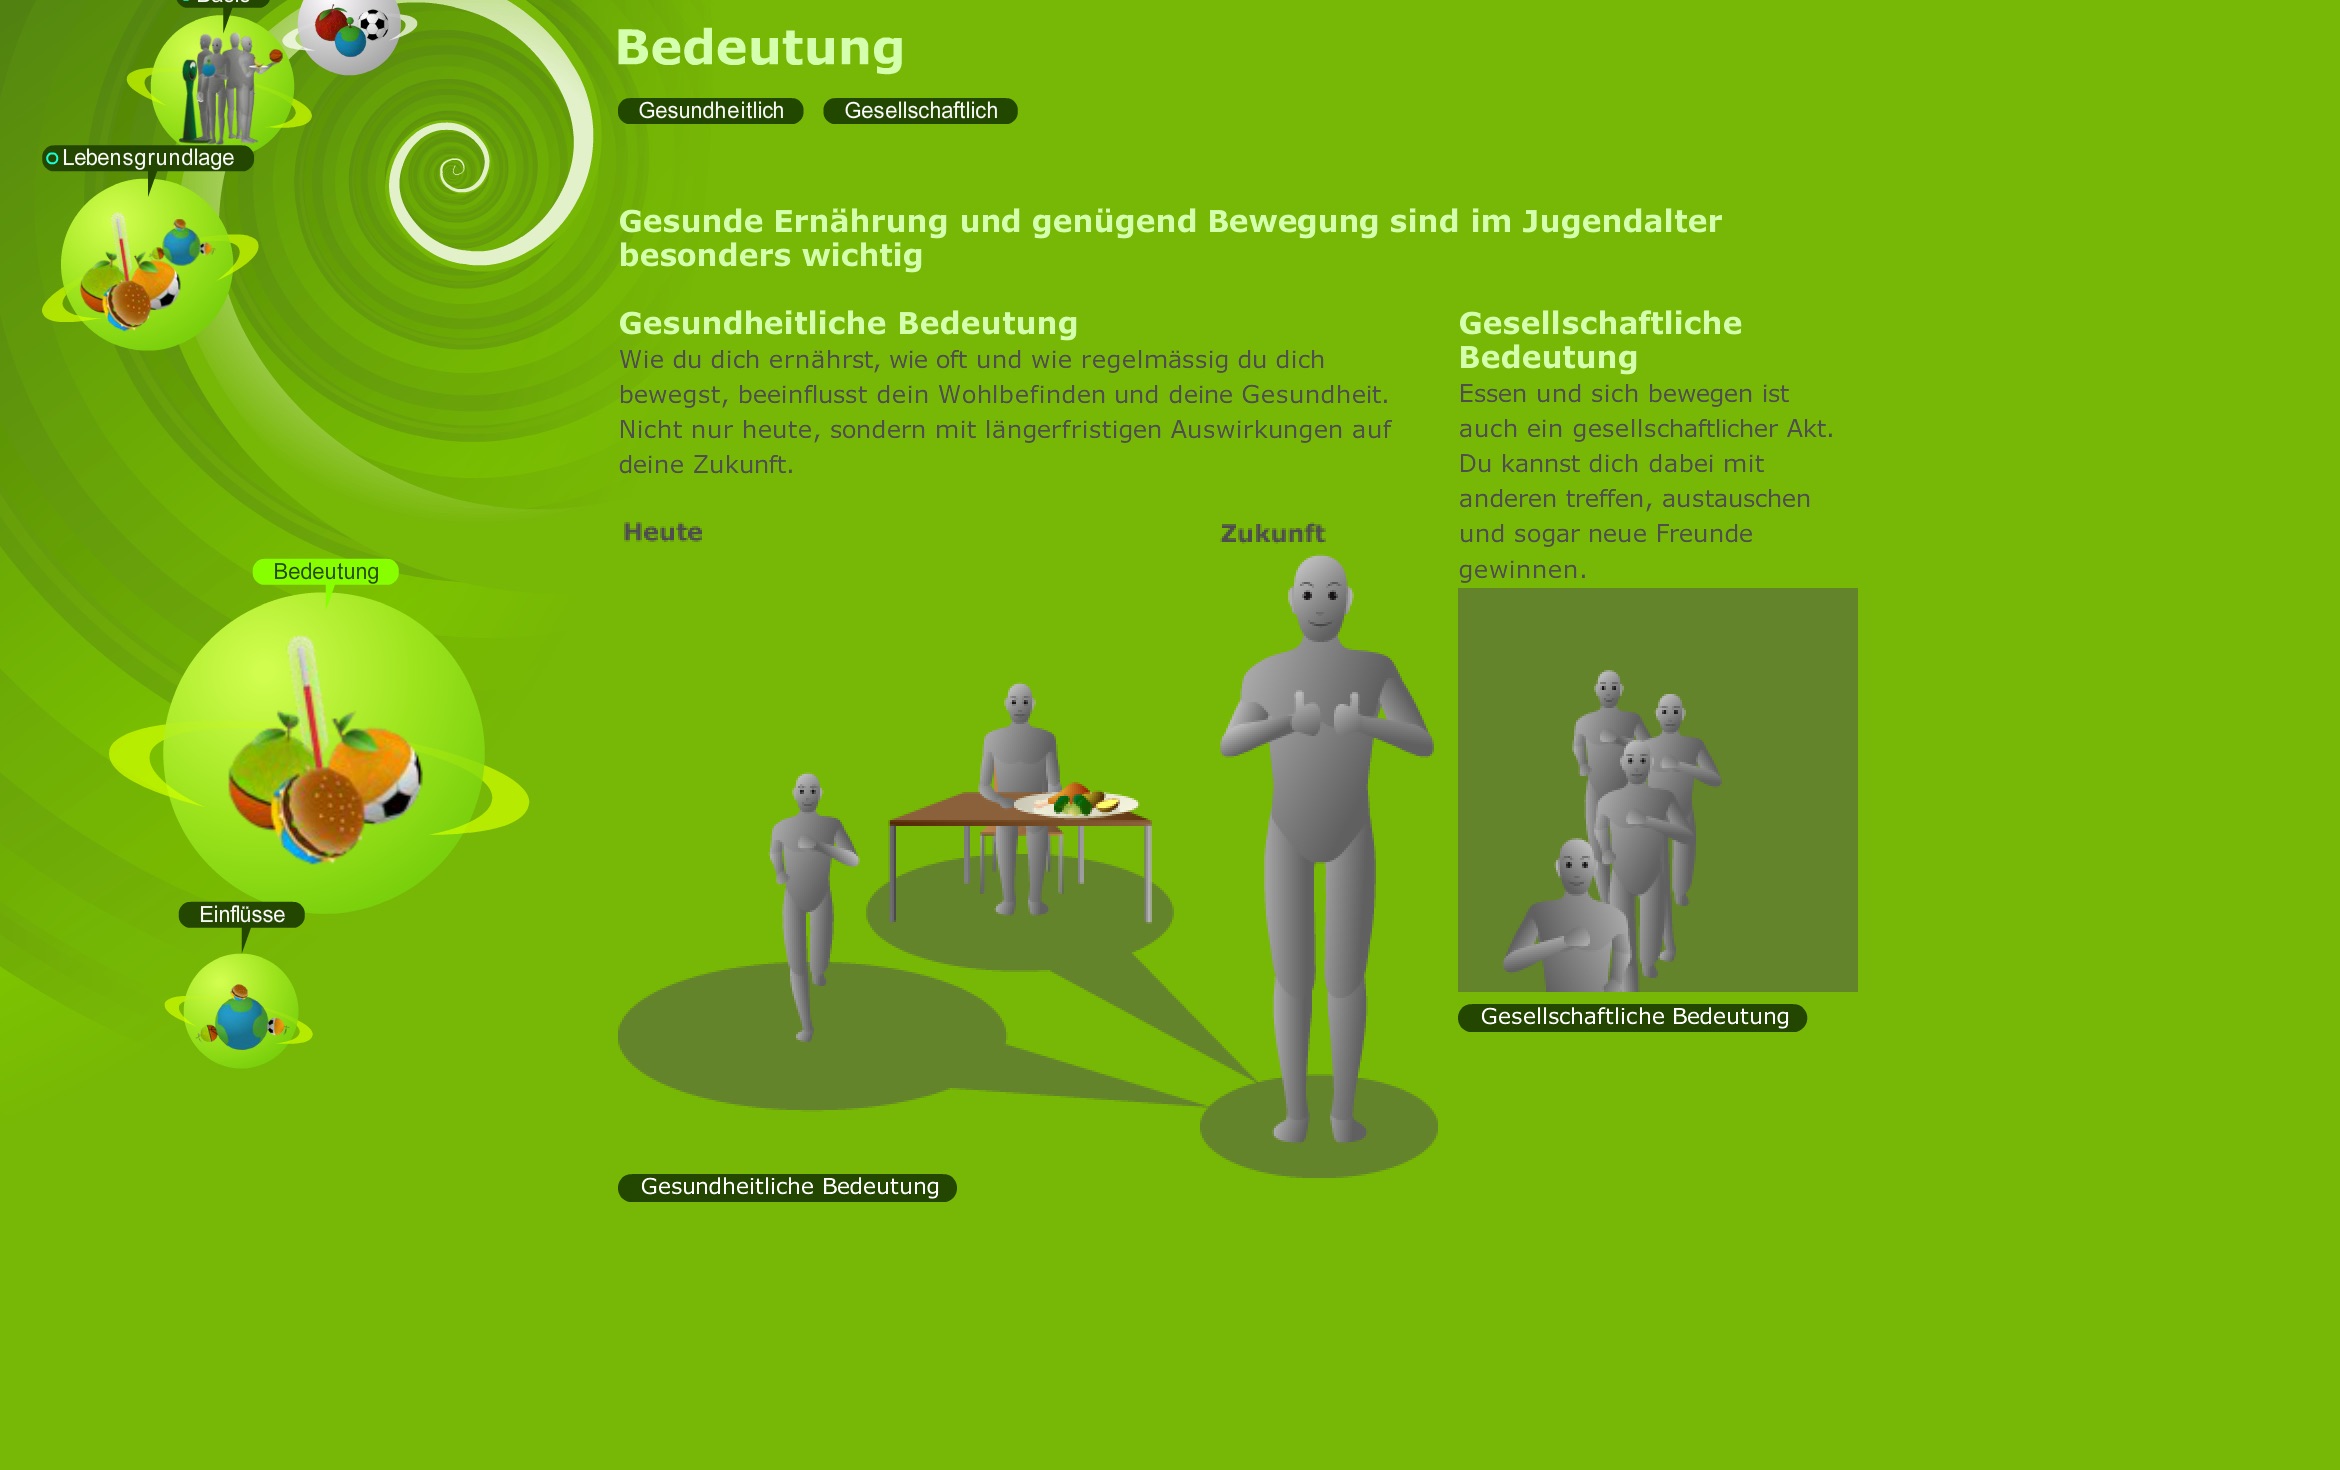 Basis
Lebensgrundlage
Bedeutung
Einflüsse
Bedeutung
Gesundheitlich
Gesellschaftlich
Gesunde Ernährung und genügend Bewegung sind im Jugendalter
besonders wichtig
Gesundheitliche Bedeutung
Wie du dich ernährst, wie oft und wie regelmässig du dich
bewegst, beeinflusst dein Wohlbefinden und deine Gesundheit.
Nicht nur heute, sondern mit längerfristigen Auswirkungen auf
deine Zukunft.
Heute
Zukunft
Gesundheitliche Bedeutung
Gesellschaftliche
Bedeutung
Essen und sich bewegen ist
auch ein gesellschaftlicher Akt.
Du kannst dich dabei mit
anderen treffen, austauschen
und sogar neue Freunde
gewinnen.
Gesellschaftliche Bedeutung